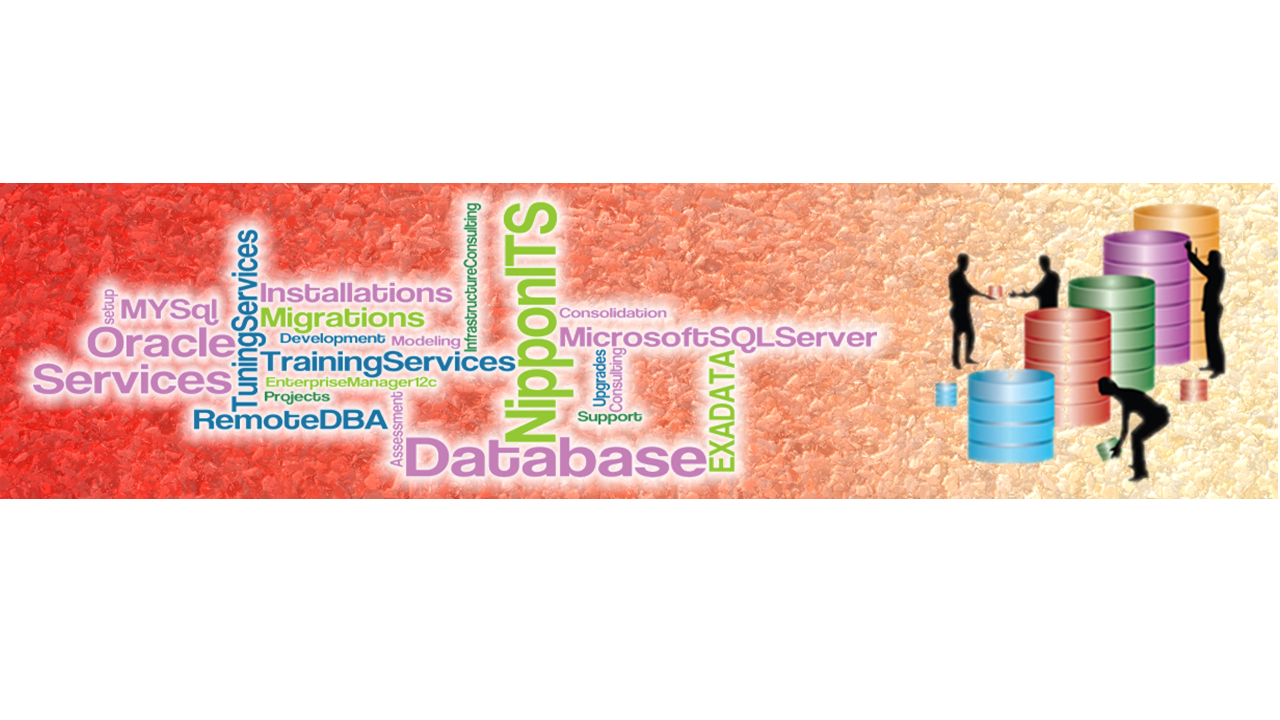 setup
MYSql
Oracle
Services
TuningServices
Installations
Migrations
Development
Modeling
TrainingServices
EnterpriseManager12c
Projects
RemoteDBA
Assessment
InfrastructureConsulting
NipponITS
Database
Consolidation
MicrosoftSQLServer
Upgrades
Consulting
Support
EXADATA